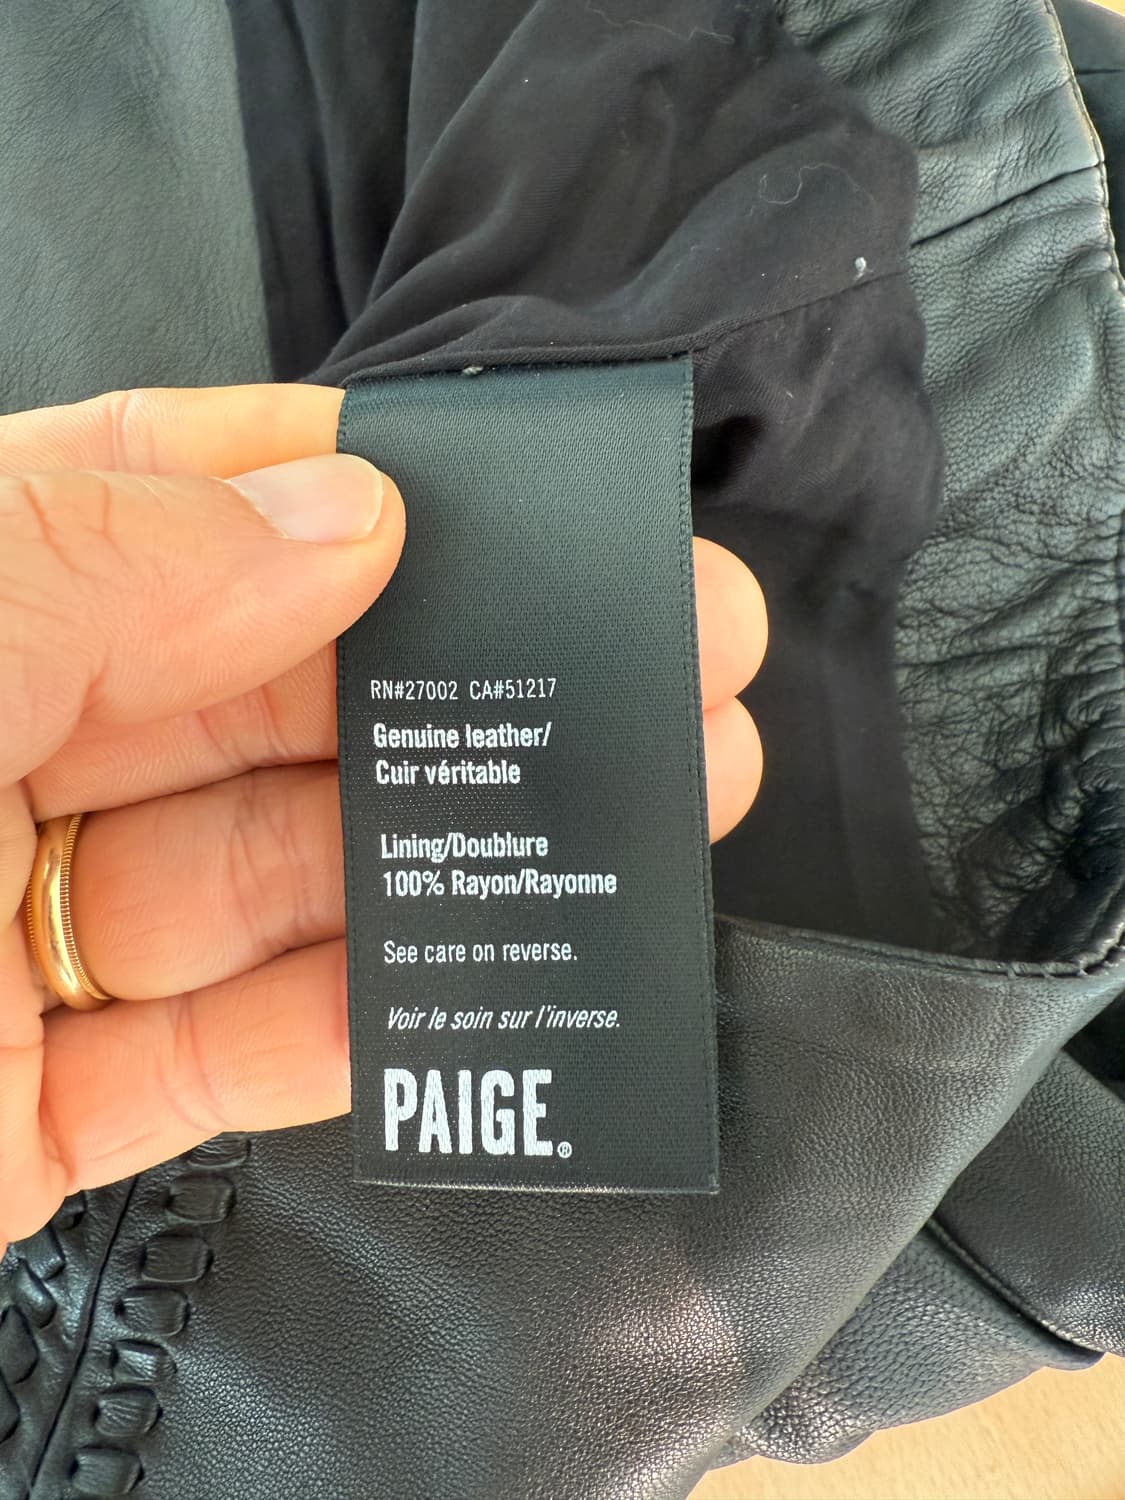 RN#27002 CA#51217
Genuine leather/
Cuir véritable
Lining/Doublure
100% Rayon/Rayonne
See care on reverse.
Voir le soin sur l'inverse.
PAIGE®